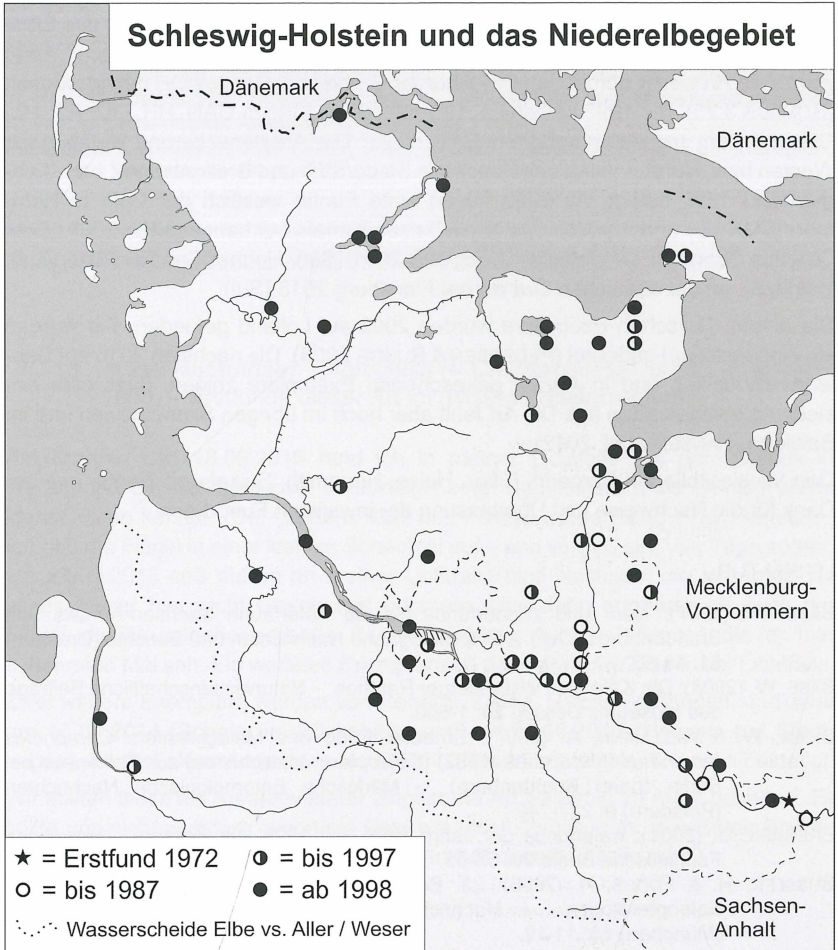 Schleswig-Holstein und das Niederelbegebiet
Dänemark
Dänemark
Mecklenburg-
Vorpommern
Sachsen-
Anhalt
★ = Erstfund 1972
◑ = bis 1997
○ = bis 1987
● = ab 1998
Wasserscheide Elbe vs. Aller / Weser